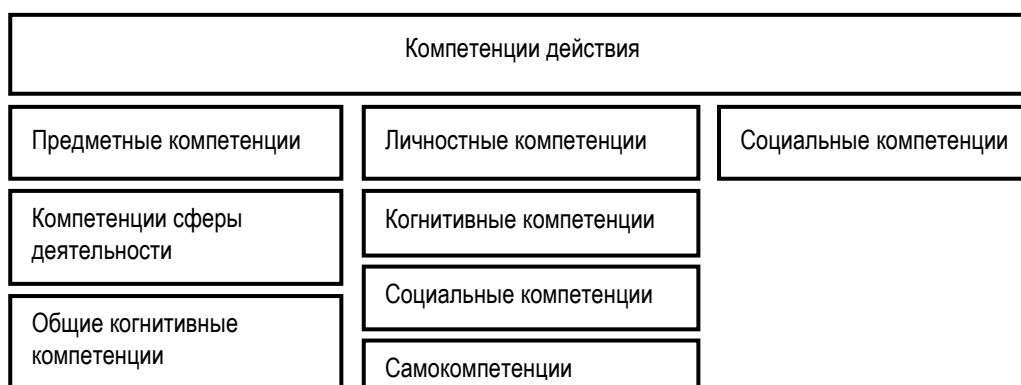 Компетенции действия
Предметные компетенции
Личностные компетенции
Социальные компетенции
Компетенции сферы
деятельности
Когнитивные компетенции
Социальные компетенции
Общие когнитивные
компетенции
Самокомпетенции